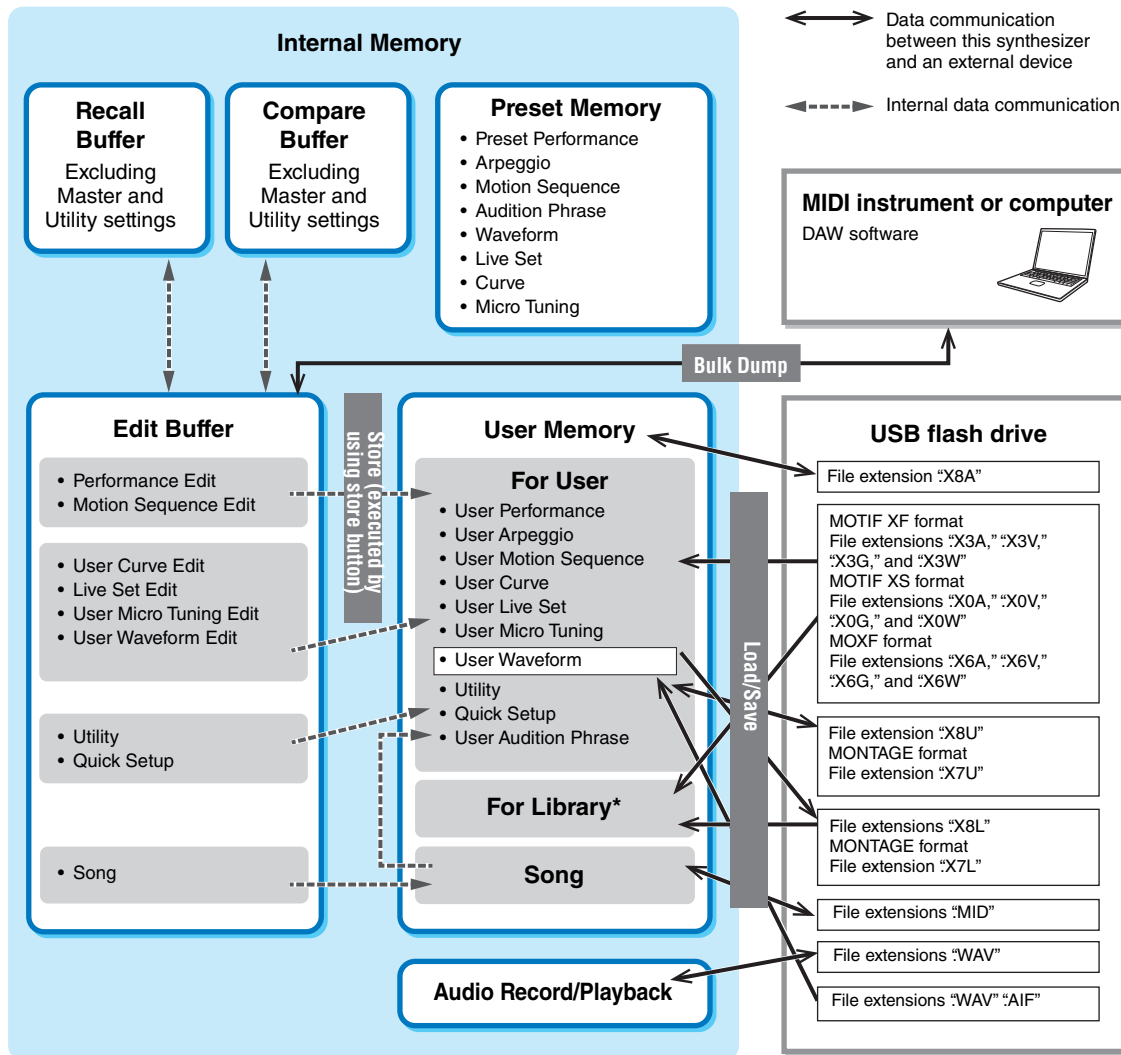 Internal Memory
Data communication
between this synthesizer
and an external device
Internal data communication
Recall
Buffer
Excluding
Master and
Utility settings
Compare
Buffer
Excluding
Master and
Utility settings
Preset Memory
• Preset Performance
• Arpeggio
• Motion Sequence
• Audition Phrase
• Waveform
• Live Set
• Curve
• Micro Tuning
MIDI instrument or computer
DAW software
Bulk Dump
Edit Buffer
• Performance Edit
• Motion Sequence Edit
• User Curve Edit
• Live Set Edit
• User Micro Tuning Edit
• User Waveform Edit
• Utility
• Quick Setup
• Song
Store (executed by
using store button)
User Memory
For User
• User Performance
• User Arpeggio
• User Motion Sequence
• User Curve
• User Live Set
• User Micro Tuning
• User Waveform
• Utility
• Quick Setup
• User Audition Phrase
For Library*
Song
Audio Record/Playback
Load/Save
USB flash drive
File extension “.X8A”
MOTIF XF format
File extensions “.X3A,” “.X3V,”
“.X3G,” and “.X3W”
MOTIF XS format
File extensions “.X0A,” “.X0V,”
“.X0G,” and “.X0W”
MOXF format
File extensions “.X6A,” “.X6V,”
“.X6G,” and “.X6W”
File extension “.X8U”
MONTAGE format
File extension “.X7U”
File extensions “.X8L”
MONTAGE format
File extension “.X7L”
File extensions “.MID”
File extensions “.WAV”
File extensions “.WAV” “.AIF”